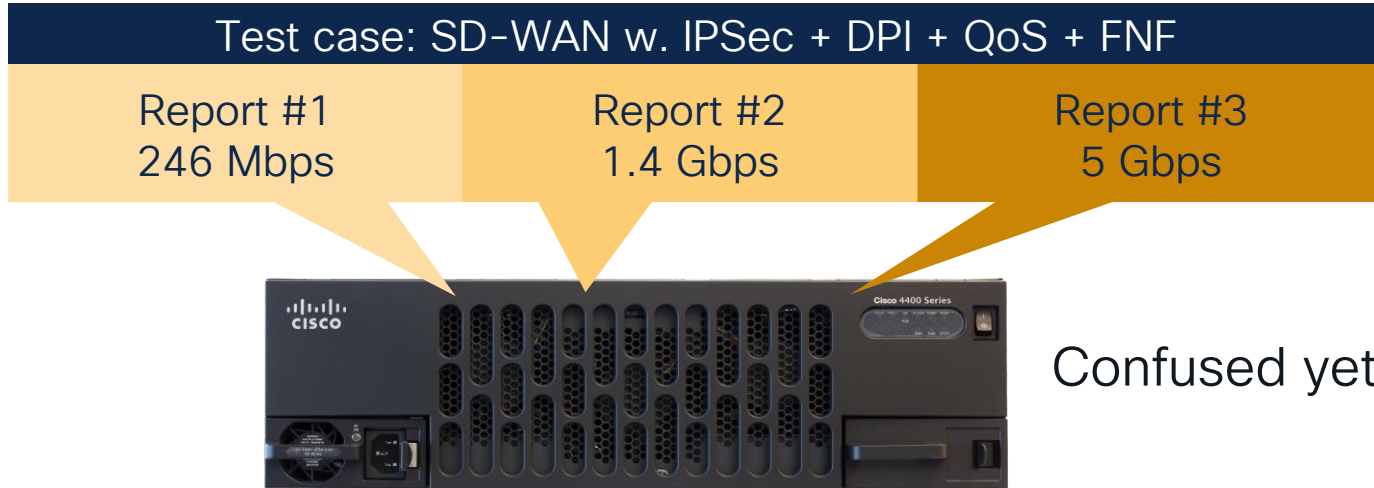 Test case: SD-WAN w. IPSec + DPI + QoS + FNF
Report #1
246 Mbps
Report #2
1.4 Gbps
Report #3
5 Gbps
CISCO
Cisco 4400 Series
Confused yet